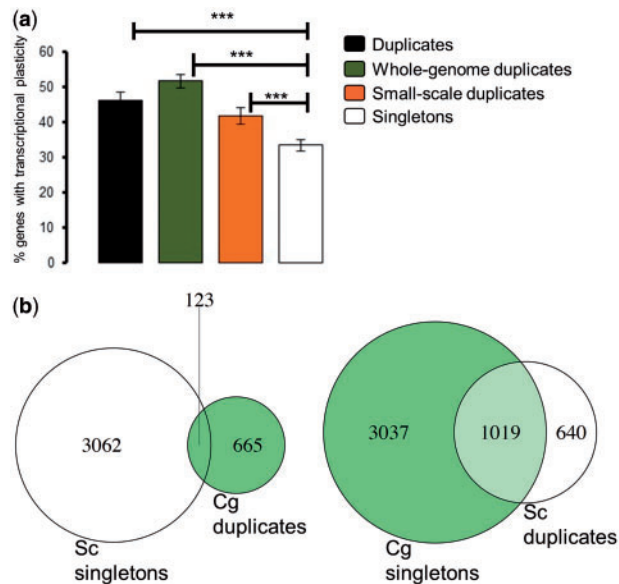 (a)
***
***
***
% genes with transcriptional plasticity
60
50
40
30
20
10
0
Duplicates
Whole-genome duplicates
Small-scale duplicates
Singletons
(b)
123
3062
665
Cg
duplicates
Sc
singletons
3037
1019
640
Sc
duplicates
Cg
singletons